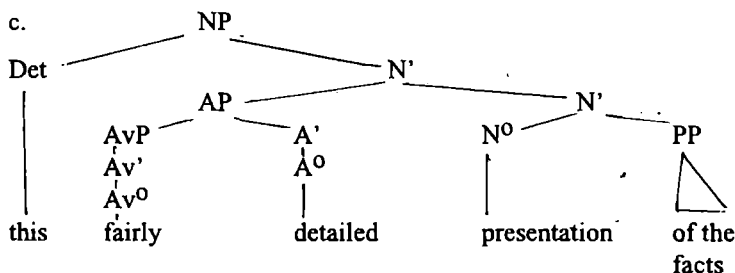 c. NP
Det N'
AP N'
AvP A' N⁰ PP
Av' A⁰
Av⁰
this fairly detailed presentation of the
facts